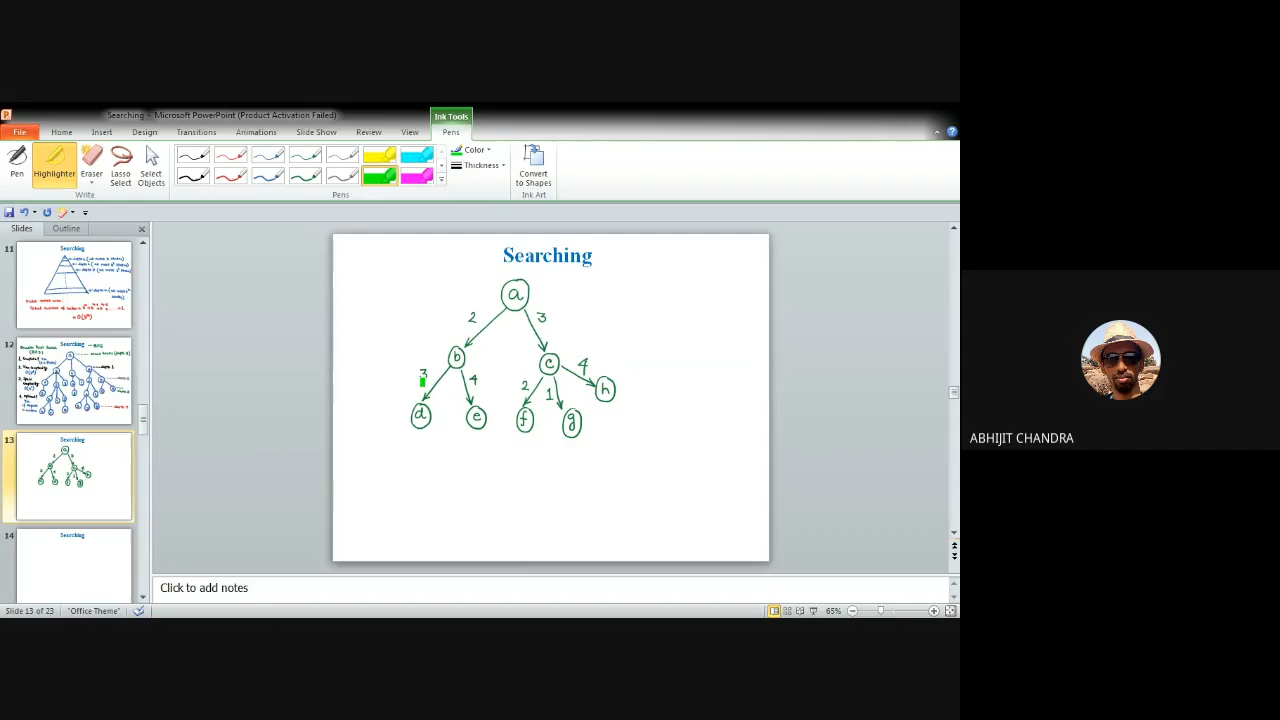 Searching - Microsoft PowerPoint (Product Activation Failed)
Ink Tools
File Home Insert Design Transitions Animations Slide Show Review View Pens
Pen Highlighter Eraser Lasso Select Select Objects
Color
Thickness
Convert to Shapes
Write Pens Ink Art
Slides Outline
11
Searching
12
Searching
13
Searching
14
Searching
Searching
a
2 3
b c
3 4 2 1 4
d e f g h
Click to add notes
Slide 13 of 23 "Office Theme" 65%
ABHIJIT CHANDRA